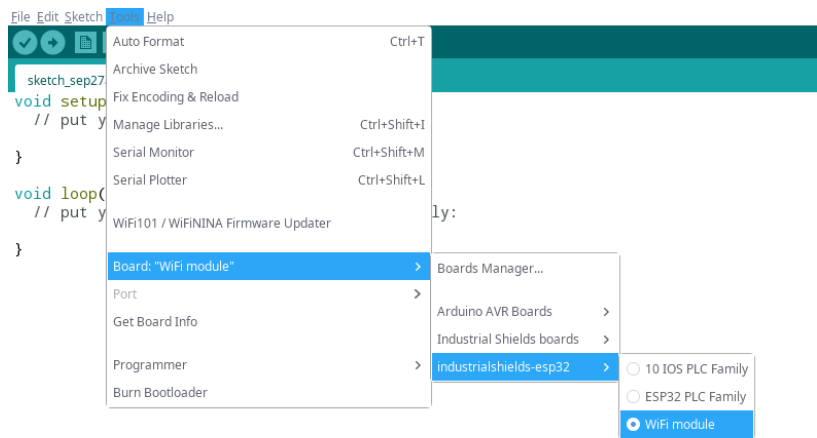 File Edit Sketch Tools Help
Auto Format Ctrl+T
Archive Sketch
sketch_sep27
Fix Encoding & Reload
void setup
// put y
Manage Libraries... Ctrl+Shift+I
Serial Monitor Ctrl+Shift+M
}
Serial Plotter Ctrl+Shift+L
void loop(
// put y ly:
WiFi101 / WiFiNINA Firmware Updater
}
Board: "WiFi module"
Boards Manager...
Port
Arduino AVR Boards
Get Board Info
Industrial Shields boards
Programmer
industrialshields-esp32
10 IOS PLC Family
Burn Bootloader
ESP32 PLC Family
WiFi module